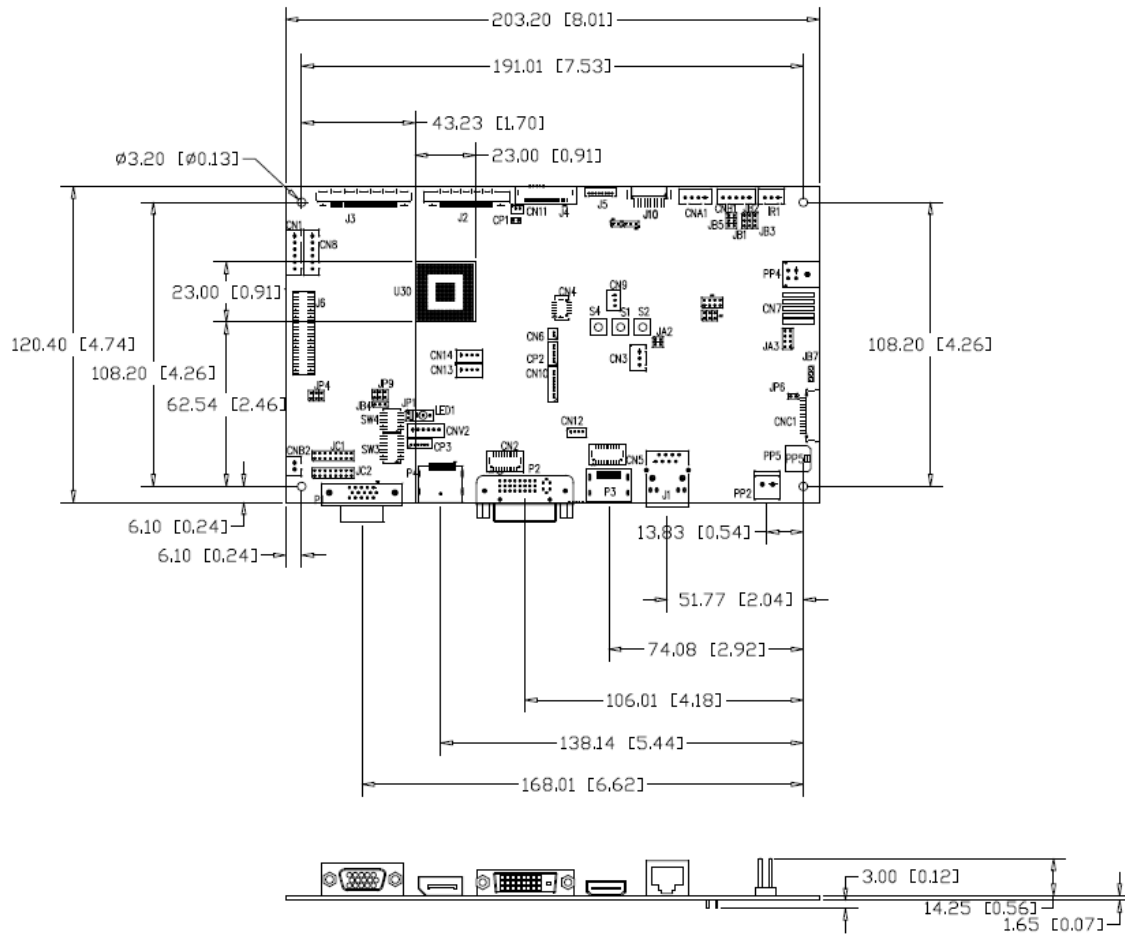 203.20 [8.01]
191.01 [7.53]
43.23 [1.70]
23.00 [0.91]
Ø3.20 [Ø0.13]
J3
J2
CN11
J4
J5
J10
CNA1
CNB1
JB2
IR1
CP1
JB5
JB1
JB3
CN1
CN8
PP4
23.00 [0.91]
U30
CN4
CN9
J6
S4
S1
S2
CN7
120.40 [4.74]
108.20 [4.26]
108.20 [4.26]
CN6
JA2
JA3
CN14
CP2
CN3
CN13
CN10
JB7
62.54 [2.46]
JP4
JP9
JP6
JB4
JP1
LED1
SW4
CNC1
CNV2
CN12
CNB2
JC1
SW3
CP3
CN2
CN5
PP5
PP5
JC2
P4
P2
P3
J1
PP2
6.10 [0.24]
13.83 [0.54]
6.10 [0.24]
51.77 [2.04]
74.08 [2.92]
106.01 [4.18]
138.14 [5.44]
168.01 [6.62]
3.00 [0.12]
14.25 [0.56]
1.65 [0.07]